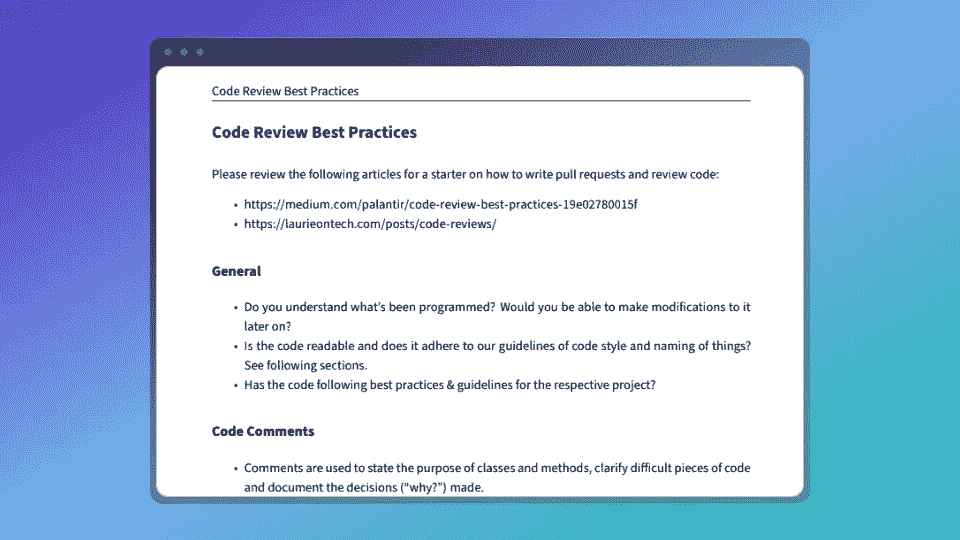 Code Review Best Practices
Code Review Best Practices
Please review the following articles for a starter on how to write pull requests and review code:
• https://medium.com/palantir/code-review-best-practices-19e02780015f
• https://laurieontech.com/posts/code-reviews/
General
• Do you understand what's been programmed? Would you be able to make modifications to it
later on?
• Is the code readable and does it adhere to our guidelines of code style and naming of things?
See following sections.
• Has the code following best practices & guidelines for the respective project?
Code Comments
• Comments are used to state the purpose of classes and methods, clarify difficult pieces of code
and document the decisions (“why?”) made.